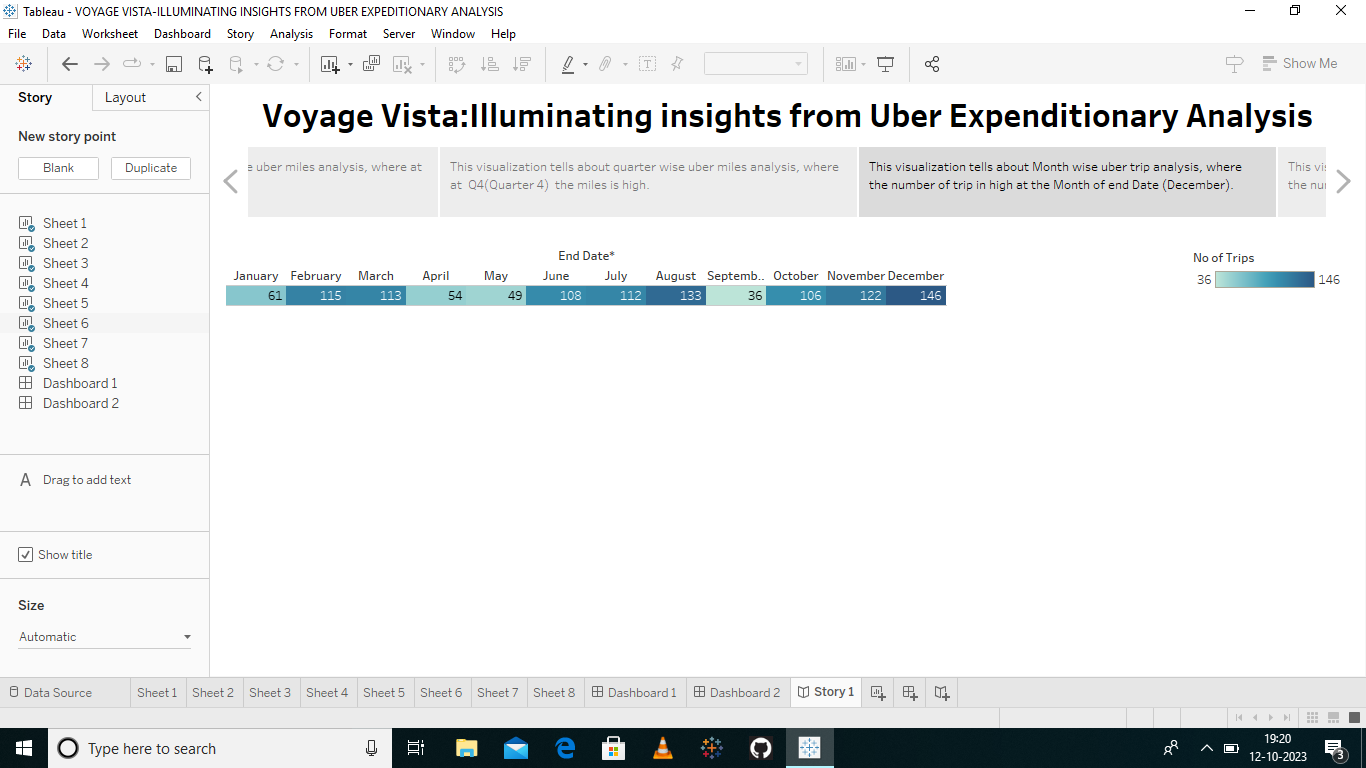 Tableau - VOYAGE VISTA-ILLUMINATING INSIGHTS FROM UBER EXPEDITIONARY ANALYSIS
File Data Worksheet Dashboard Story Analysis Format Server Window Help
Show Me
Story Layout
New story point
Blank Duplicate
Sheet 1
Sheet 2
Sheet 3
Sheet 4
Sheet 5
Sheet 6
Sheet 7
Sheet 8
Dashboard 1
Dashboard 2
A Drag to add text
Show title
Size
Automatic
Voyage Vista:Illuminating insights from Uber Expenditionary Analysis
e uber miles analysis, where at
This visualization tells about quarter wise uber miles analysis, where
at Q4(Quarter 4) the miles is high.
This visualization tells about Month wise uber trip analysis, where
the number of trip in high at the Month of end Date (December).
This
the
End Date*
January February March April May June July August Septemb.. October November December
61 115 113 54 49 108 112 133 36 106 122 146
No of Trips
36 146
Data Source Sheet 1 Sheet 2 Sheet 3 Sheet 4 Sheet 5 Sheet 6 Sheet 7 Sheet 8 Dashboard 1 Dashboard 2 Story 1
Type here to search
19:20
12-10-2023
3